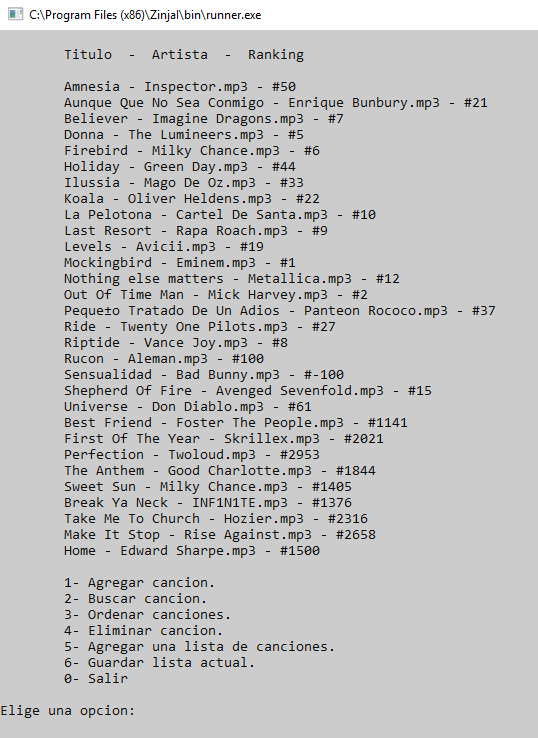 C:\Program Files (x86)\Zinjal\bin\runner.exe
Titulo - Artista - Ranking
Amnesia - Inspector.mp3 - #50
Aunque Que No Sea Conmigo - Enrique Bunbury.mp3 - #21
Believer - Imagine Dragons.mp3 - #7
Donna - The Lumineers.mp3 - #5
Firebird - Milky Chance.mp3 - #6
Holiday - Green Day.mp3 - #44
Ilussia - Mago De Oz.mp3 - #33
Koala - Oliver Heldens.mp3 - #22
La Pelotona - Cartel De Santa.mp3 - #10
Last Resort - Rapa Roach.mp3 - #9
Levels - Avicii.mp3 - #19
Mockingbird - Eminem.mp3 - #1
Nothing else matters - Metallica.mp3 - #12
Out Of Time Man - Mick Harvey.mp3 - #2
Peque±o Tratado De Un Adios - Panteon Rococo.mp3 - #37
Ride - Twenty One Pilots.mp3 - #27
Riptide - Vance Joy.mp3 - #8
Rucon - Aleman.mp3 - #100
Sensualidad - Bad Bunny.mp3 - #-100
Shepherd Of Fire - Avenged Sevenfold.mp3 - #15
Universe - Don Diablo.mp3 - #61
Best Friend - Foster The People.mp3 - #1141
First Of The Year - Skrillex.mp3 - #2021
Perfection - Twoloud.mp3 - #2953
The Anthem - Good Charlotte.mp3 - #1844
Sweet Sun - Milky Chance.mp3 - #1405
Break Ya Neck - INF1N1TE.mp3 - #1376
Take Me To Church - Hozier.mp3 - #2316
Make It Stop - Rise Against.mp3 - #2658
Home - Edward Sharpe.mp3 - #1500
1- Agregar cancion.
2- Buscar cancion.
3- Ordenar canciones.
4- Eliminar cancion.
5- Agregar una lista de canciones.
6- Guardar lista actual.
0- Salir
Elige una opcion: